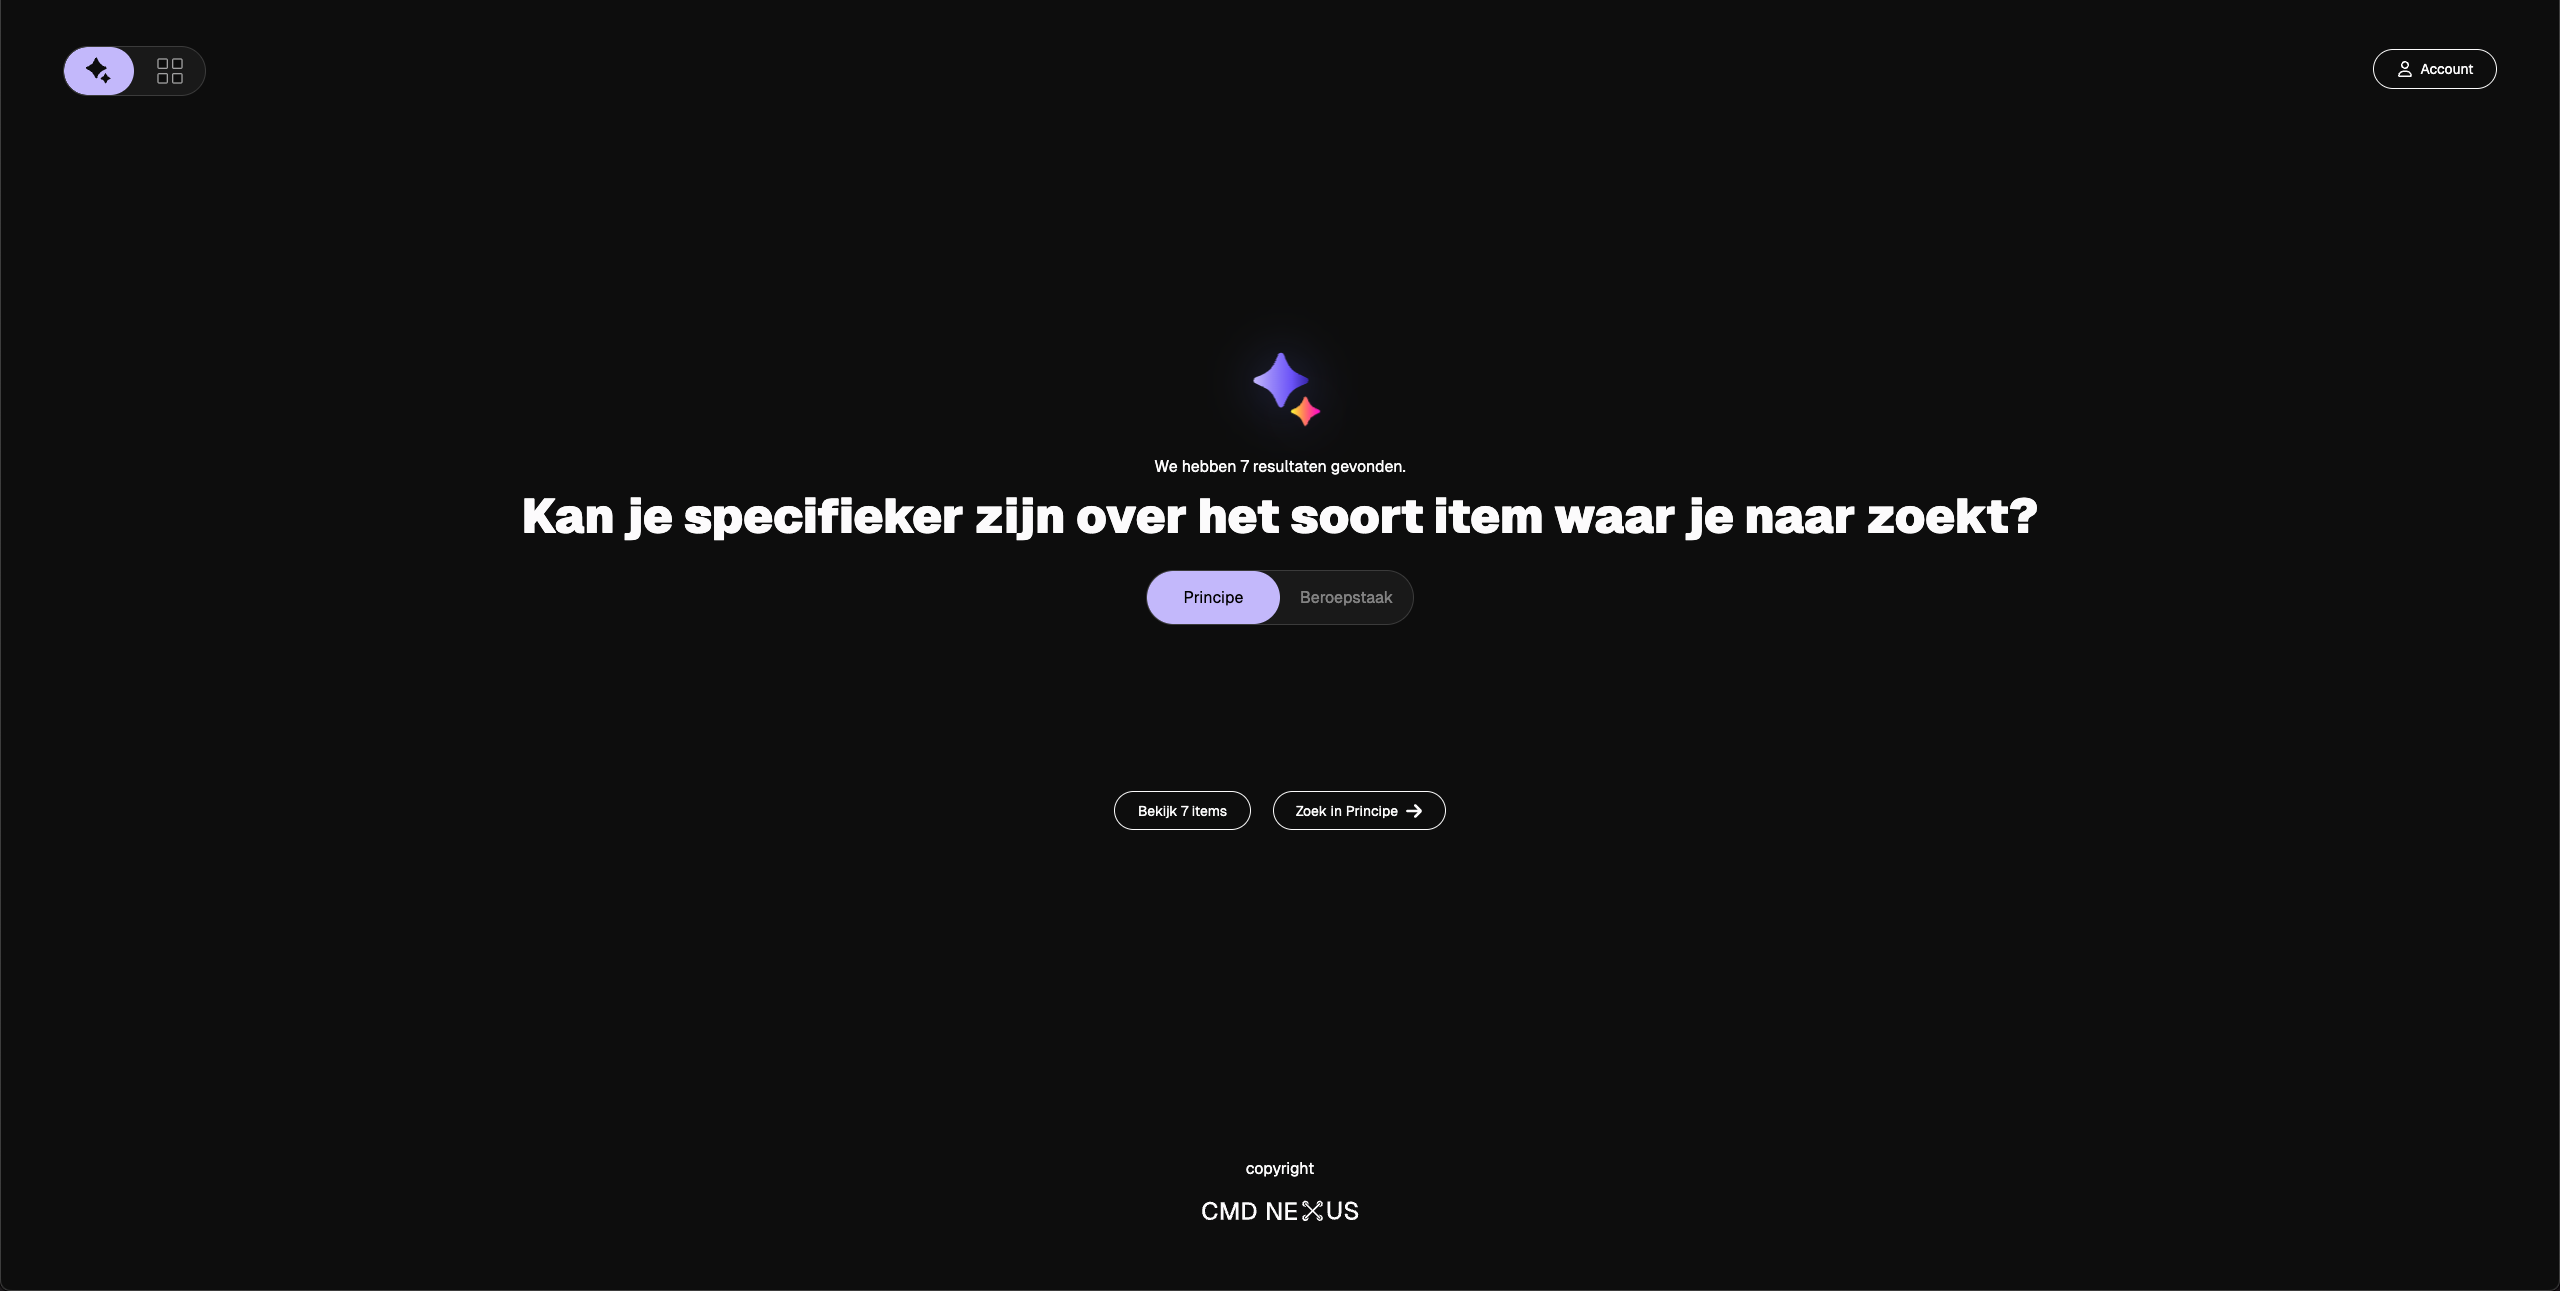 Account
We hebben 7 resultaten gevonden.
Kan je specifieker zijn over het soort item waar je naar zoekt?
Principe
Beroepstaak
Bekijk 7 items
Zoek in Principe
copyright
CMD NEXUS